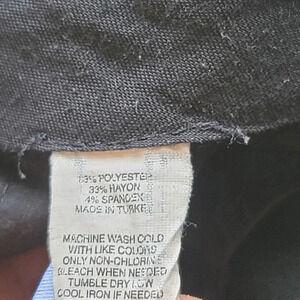 63% POLYESTER
33% RAYON
4% SPANDEX
MADE IN TURKEY
MACHINE WASH COLD
WITH LIKE COLORS
ONLY NON-CHLORINE
BLEACH WHEN NEEDED
TUMBLE DRY LOW
COOL IRON IF NEEDED